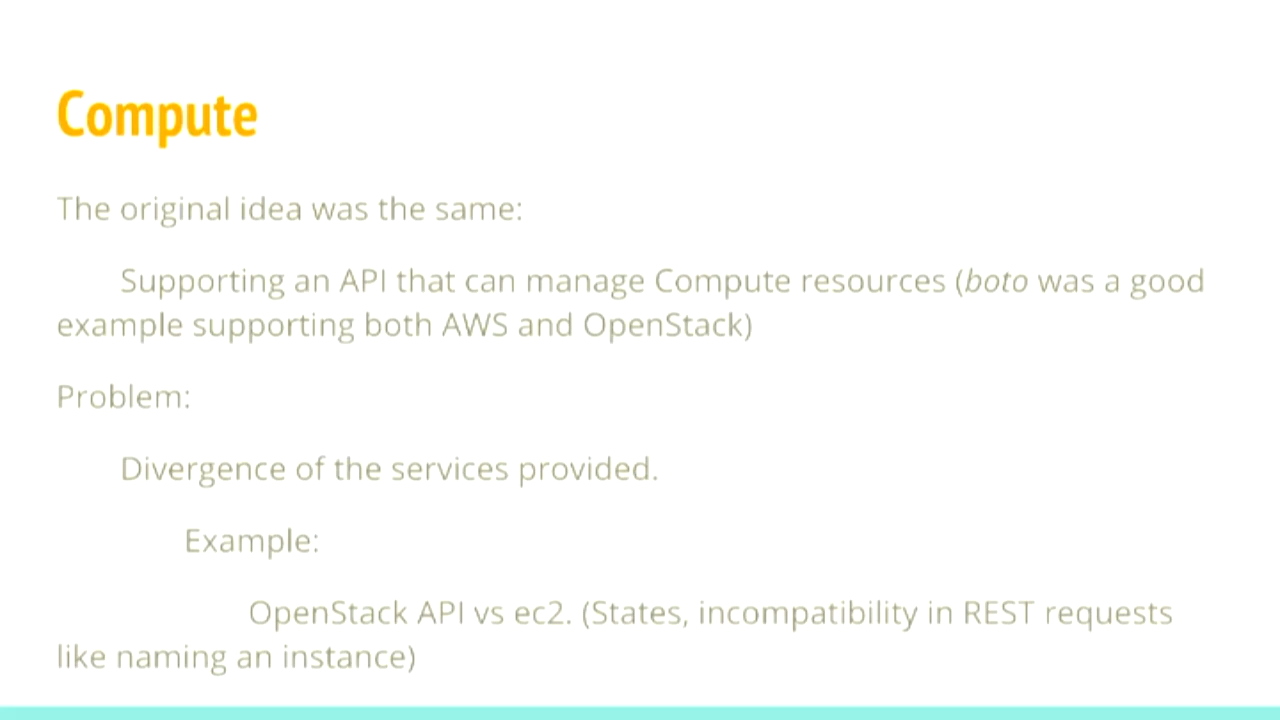 Compute
The original idea was the same:
Supporting an API that can manage Compute resources (boto was a good
example supporting both AWS and OpenStack)
Problem:
Divergence of the services provided.
Example:
OpenStack API vs ec2. (States, incompatibility in REST requests
like naming an instance)